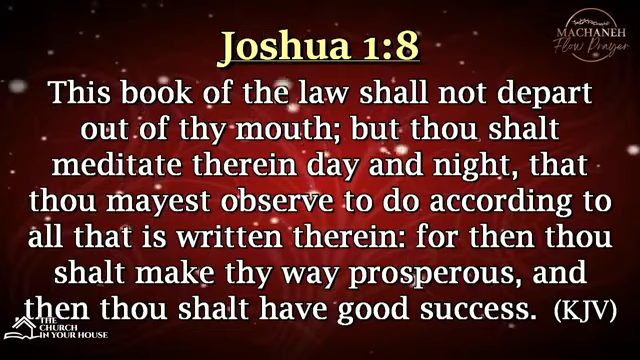 MACHANEH
Flow Prayer
Joshua 1:8
This book of the law shall not depart
out of thy mouth; but thou shalt
meditate therein day and night, that
thou mayest observe to do according to
all that is written therein: for then thou
shalt make thy way prosperous, and
then thou shalt have good success. (KJV)
THE
CHURCH
IN YOUR HOUSE